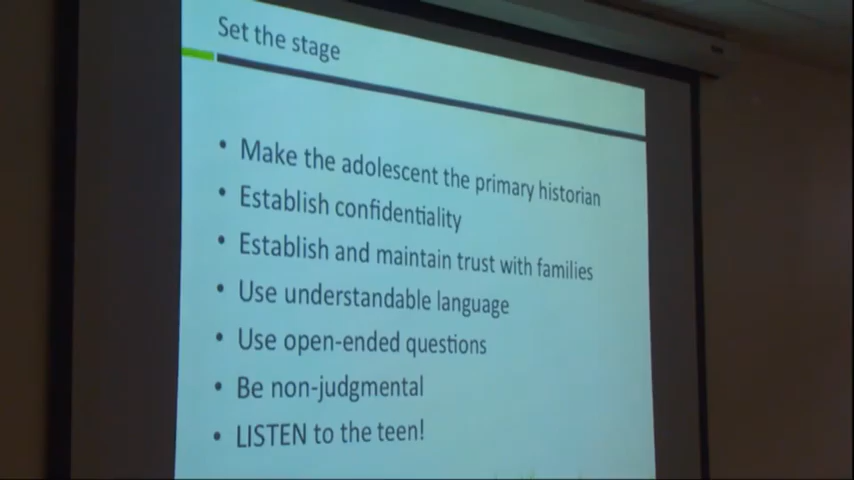 Set the stage
• Make the adolescent the primary historian
• Establish confidentiality
• Establish and maintain trust with families
• Use understandable language
• Use open-ended questions
• Be non-judgmental
• LISTEN to the teen!